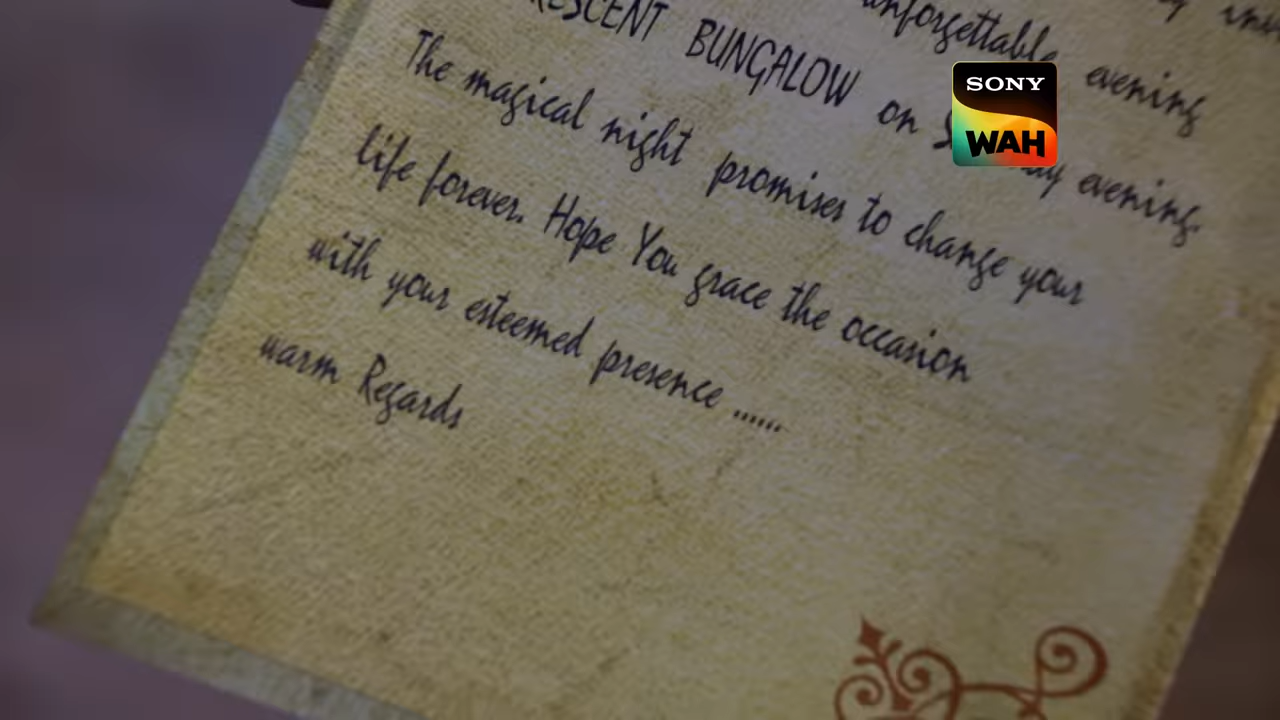 unforgettable evening
CRESCENT BUNGALOW on evening.
The magical night promises to change your
life forever. Hope You grace the occasion
with your esteemed presence ......
warm Regards
SONY
WAH